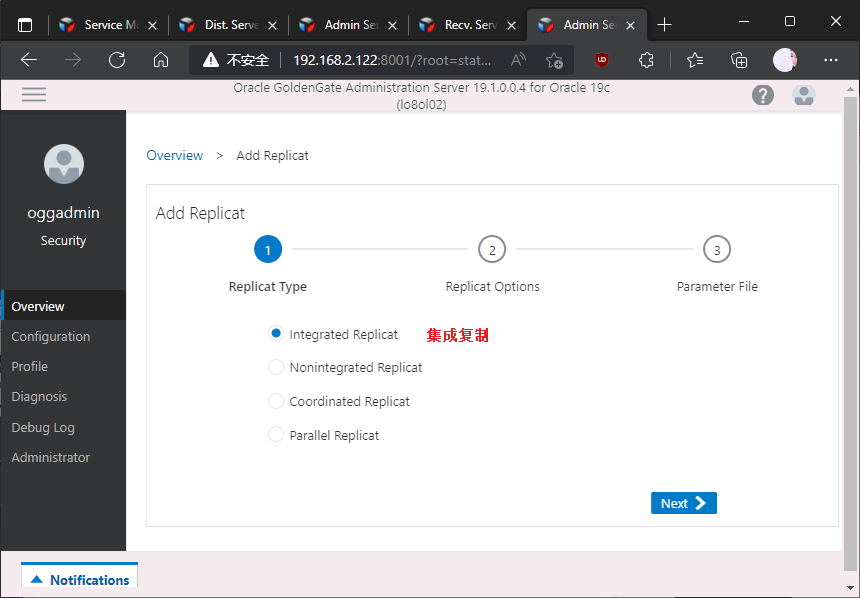 Service M
Dist. Serve
Admin Se
Recv. Serv
Admin Se
不安全
192.168.2.122:8001/?root=stat...
Oracle GoldenGate Administration Server 19.1.0.0.4 for Oracle 19c
(lo8ol02)
oggadmin
Security
Overview
Configuration
Profile
Diagnosis
Debug Log
Administrator
Overview > Add Replicat
Add Replicat
1
2
3
Replicat Type
Replicat Options
Parameter File
Integrated Replicat 集成复制
Nonintegrated Replicat
Coordinated Replicat
Parallel Replicat
Next
Notifications